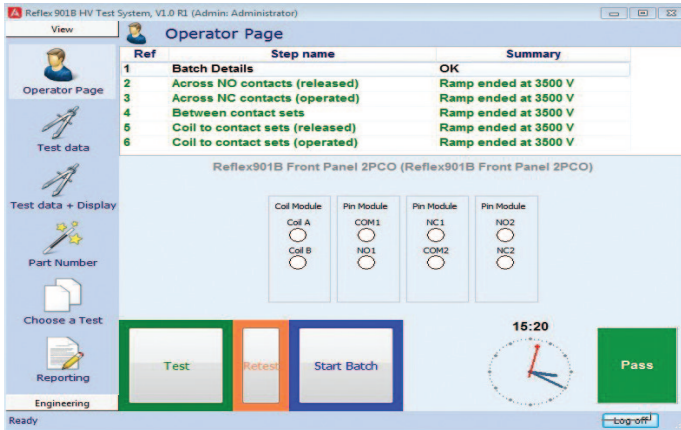 Reflex 901B HV Test System, V1.0 R1 (Admin: Administrator)
View
Operator Page
Operator Page
Test data
Test data + Display
Part Number
Choose a Test
Reporting
Engineering
Ref Step name Summary
1 Batch Details OK
2 Across NO contacts (released) Ramp ended at 3500 V
3 Across NC contacts (operated) Ramp ended at 3500 V
4 Between contact sets Ramp ended at 3500 V
5 Coil to contact sets (released) Ramp ended at 3500 V
6 Coil to contact sets (operated) Ramp ended at 3500 V
Reflex901B Front Panel 2PCO (Reflex901B Front Panel 2PCO)
Coil Module Pin Module Pin Module Pin Module
Coil A COM1 NC1 NO2
Coil B NO1 COM2 NC2
15:20
Test Retest Start Batch Pass
Ready Log off